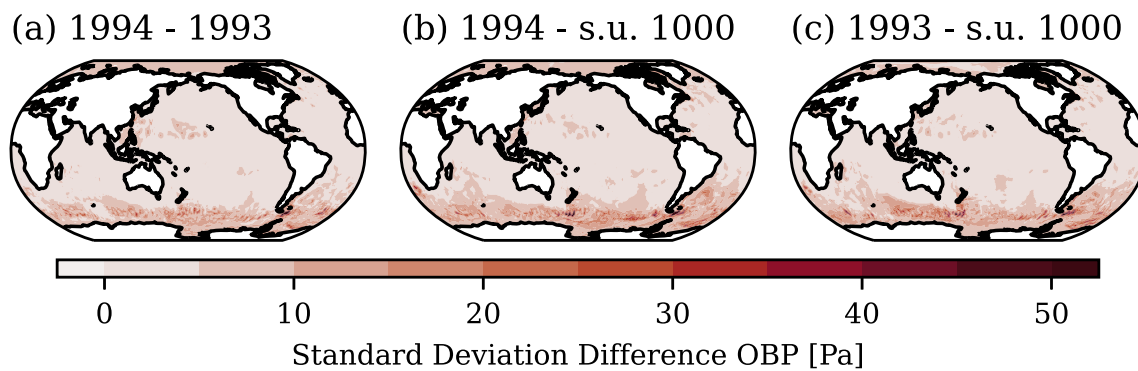 (a) 1994 - 1993 (b) 1994 - s.u. 1000 (c) 1993 - s.u. 1000
0 10 20 30 40 50
Standard Deviation Difference OBP [Pa]